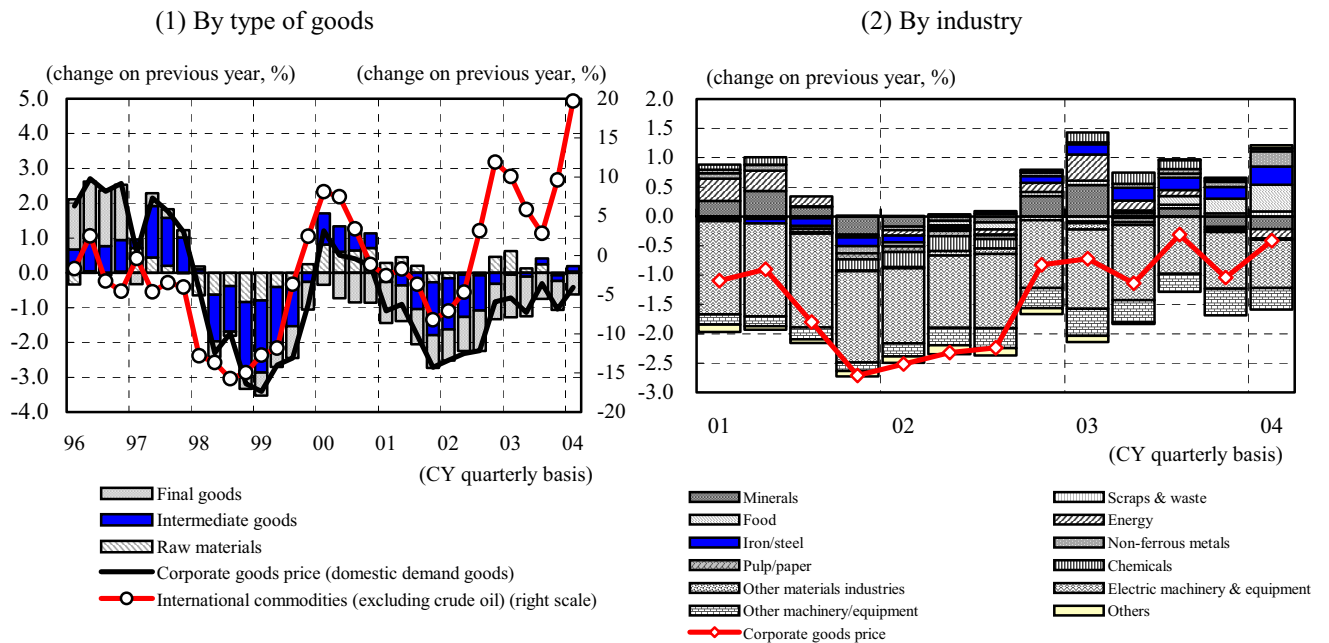 (1) By type of goods
(change on previous year, %)
(change on previous year, %)
5.0
4.0
3.0
2.0
1.0
0.0
-1.0
-2.0
-3.0
-4.0
20
15
10
5
0
-5
-10
-15
-20
96 97 98 99 00 01 02 03 04
(CY quarterly basis)
Final goods
Intermediate goods
Raw materials
Corporate goods price (domestic demand goods)
International commodities (excluding crude oil) (right scale)
(2) By industry
(change on previous year, %)
2.0
1.5
1.0
0.5
0.0
-0.5
-1.0
-1.5
-2.0
-2.5
-3.0
01 02 03 04
(CY quarterly basis)
Minerals
Food
Iron/steel
Pulp/paper
Other materials industries
Other machinery/equipment
Corporate goods price
Scraps & waste
Energy
Non-ferrous metals
Chemicals
Electric machinery & equipment
Others